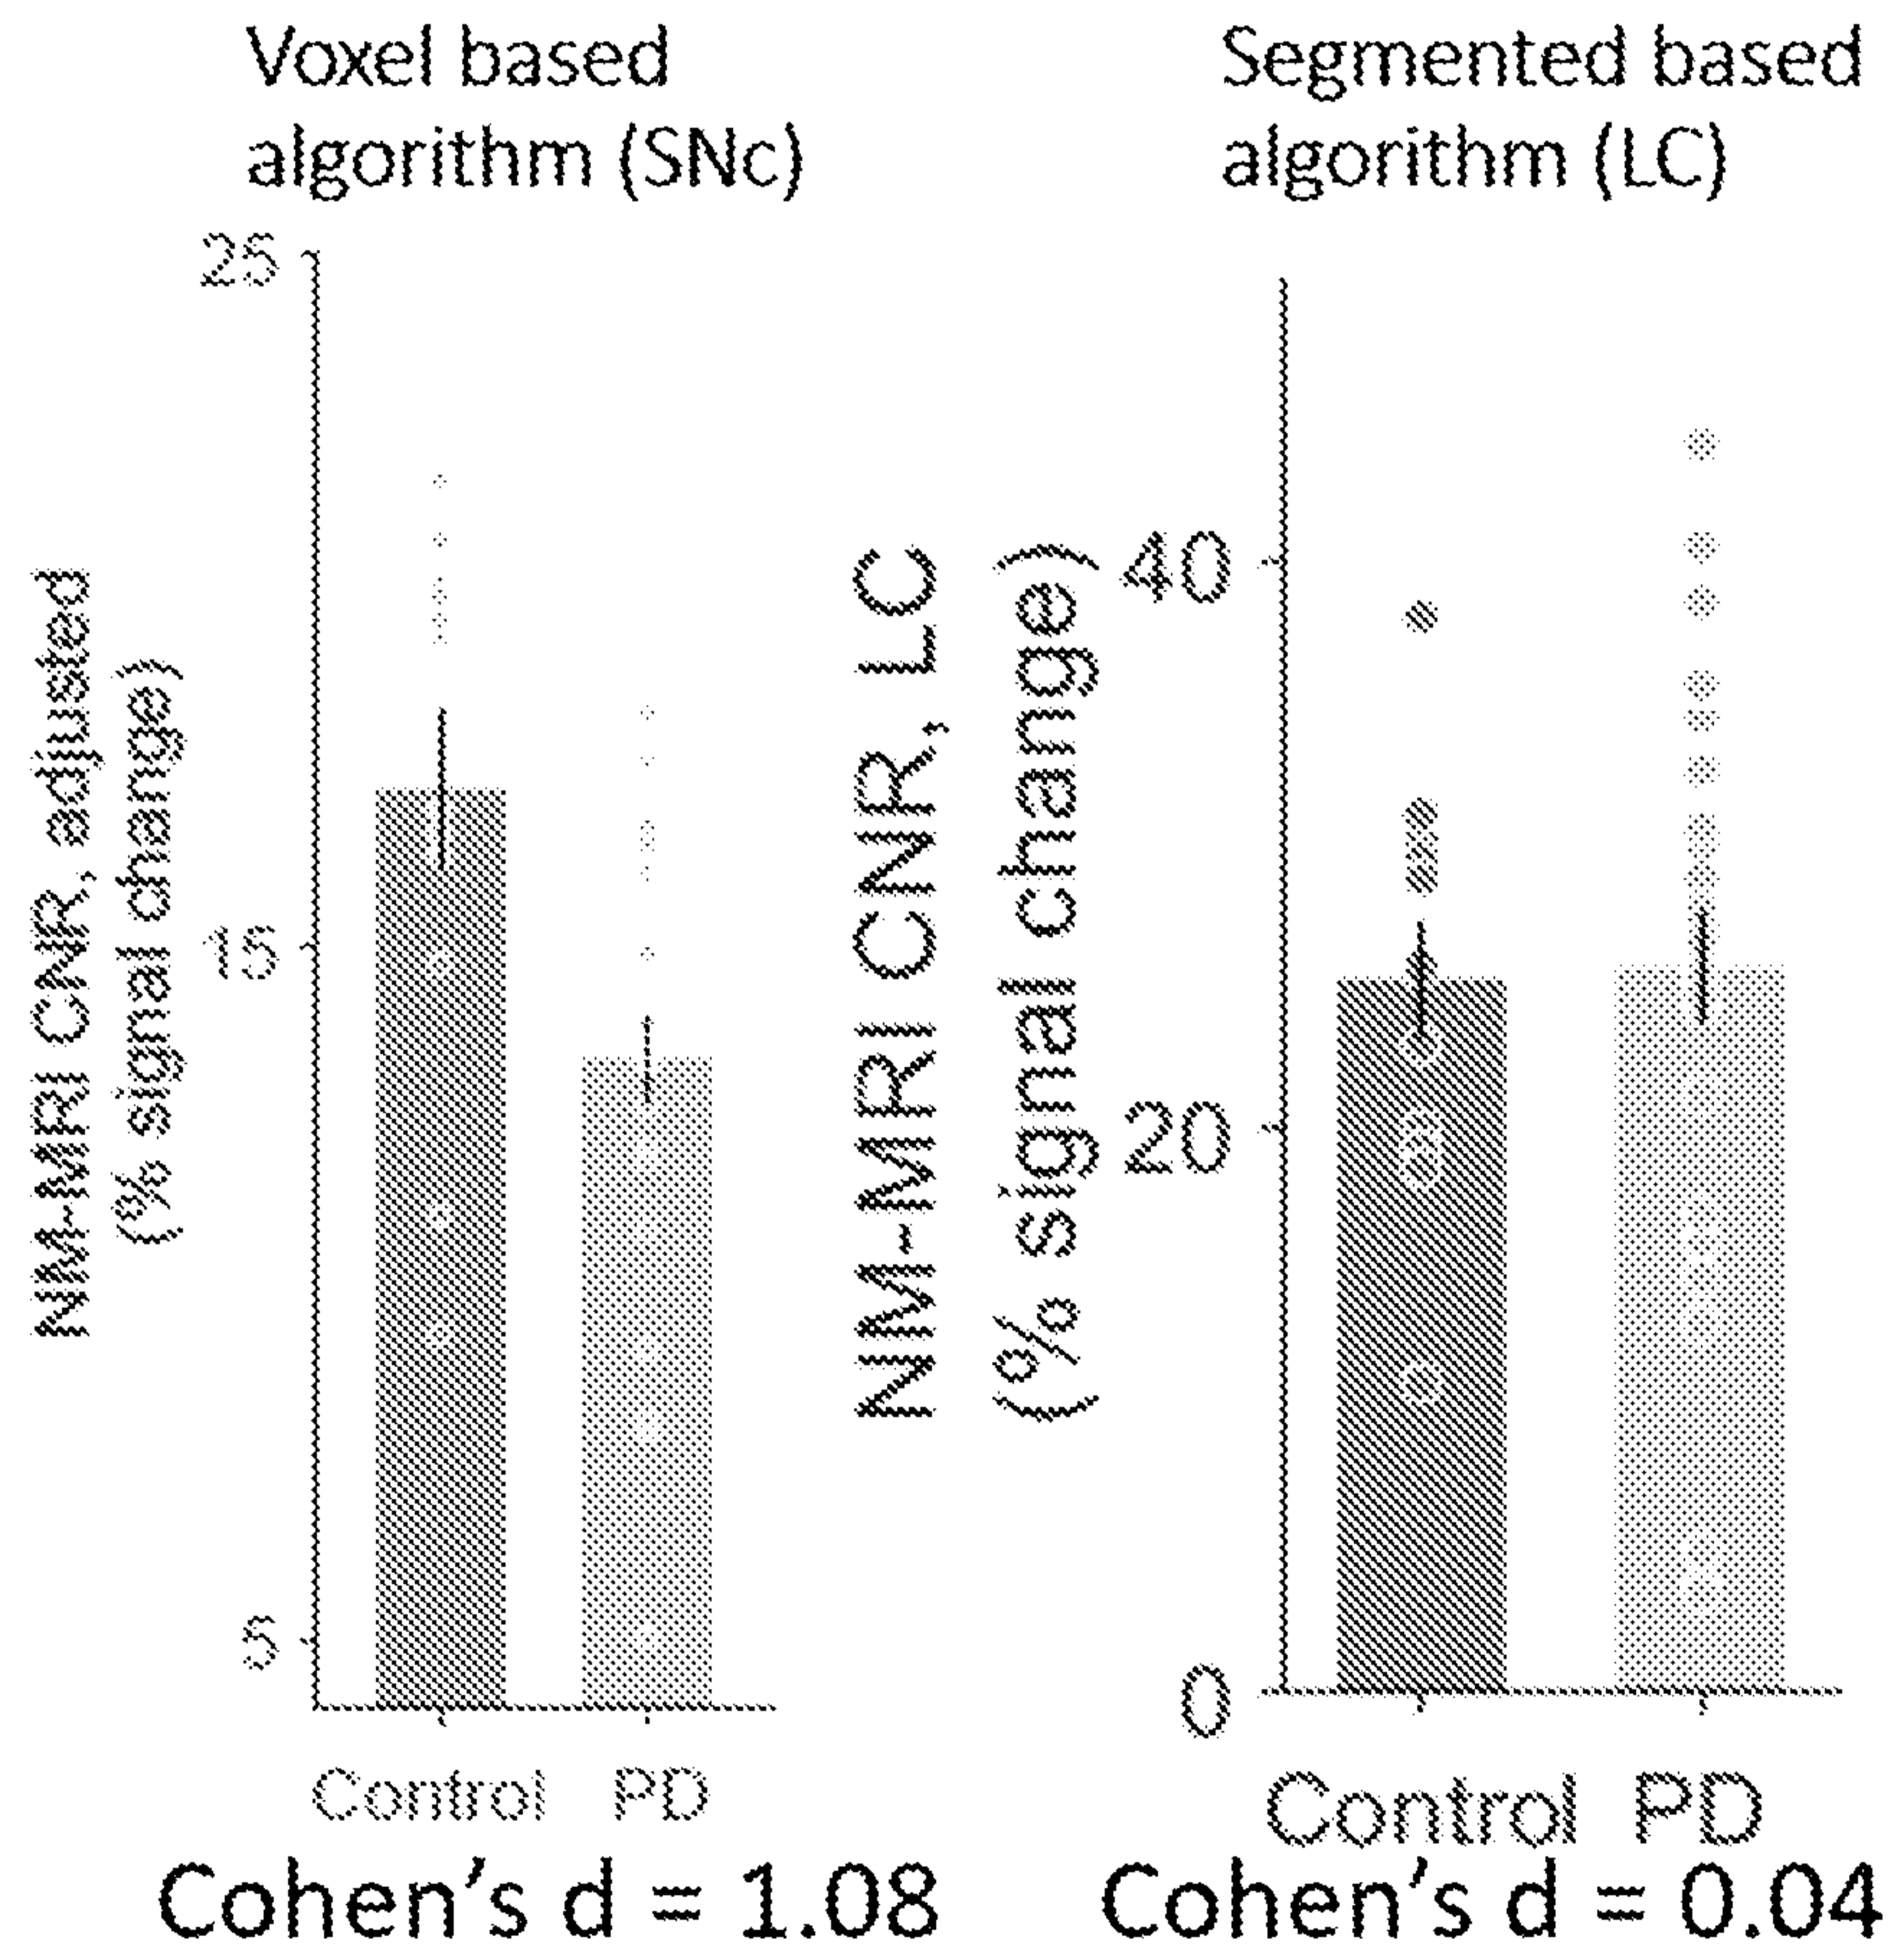 Voxel based
algorithm (SNc)
25
15
5
NM-MRI CNR, adjusted
(% signal change)
Control PD
Cohen’s d = 1.08
Segmented based
algorithm (LC)
40
20
0
NM-MRI CNR, LC
(% signal change)
Control PD
Cohen’s d = 0.04